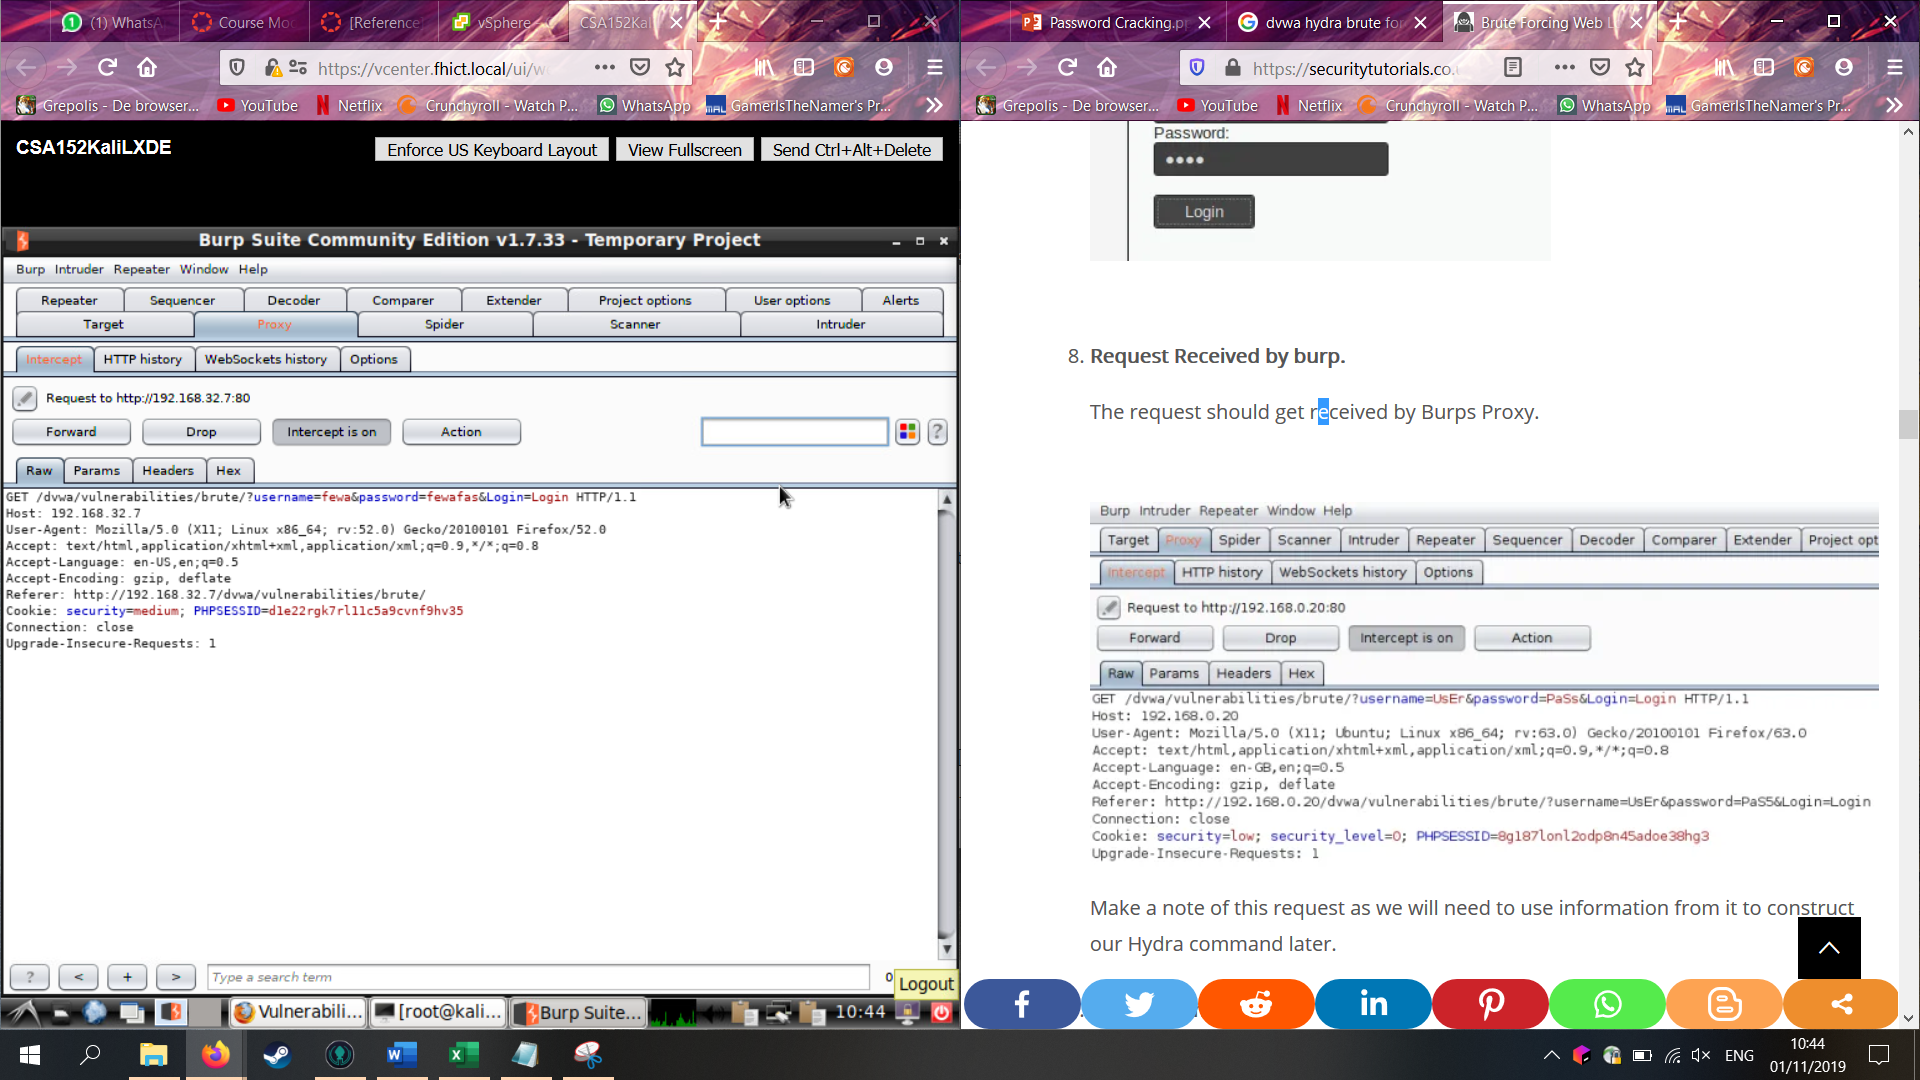 (1) WhatsA
Course Mo
[Reference
vSphere
CSA152Kal
https://vcenter.fhict.local/ui/w
Grepolis - De browser...
YouTube
Netflix
Crunchyroll - Watch P...
WhatsApp
GamerIsTheNamer's Pr...
CSA152KaliLXDE
Enforce US Keyboard Layout
View Fullscreen
Send Ctrl+Alt+Delete
Burp Suite Community Edition v1.7.33 - Temporary Project
Burp Intruder Repeater Window Help
Repeater Sequencer Decoder Comparer Extender Project options User options Alerts
Target Proxy Spider Scanner Intruder
Intercept HTTP history WebSockets history Options
Request to http://192.168.32.7:80
Forward Drop Intercept is on Action
?
Raw Params Headers Hex
GET /dvwa/vulnerabilities/brute/?username=fewa&password=fewafas&Login=Login HTTP/1.1
Host: 192.168.32.7
User-Agent: Mozilla/5.0 (X11; Linux x86_64; rv:52.0) Gecko/20100101 Firefox/52.0
Accept: text/html,application/xhtml+xml,application/xml;q=0.9,*/*;q=0.8
Accept-Language: en-US,en;q=0.5
Accept-Encoding: gzip, deflate
Referer: http://192.168.32.7/dvwa/vulnerabilities/brute/
Cookie: security=medium; PHPSESSID=d1e22rgk7rl11c5a9cvnf9hv35
Connection: close
Upgrade-Insecure-Requests: 1
? < + > Type a search term 0
Logout
Vulnerabili...
[root@kali...
Burp Suite...
10:44
Password Cracking.p
dvwa hydra brute fo
Brute Forcing Web L
https://securitytutorials.co.
Grepolis - De browser...
YouTube
Netflix
Crunchyroll - Watch P...
WhatsApp
GamerIsTheNamer's Pr...
Password:
Login
8. Request Received by burp.
The request should get received by Burps Proxy.
Burp Intruder Repeater Window Help
Target Proxy Spider Scanner Intruder Repeater Sequencer Decoder Comparer Extender Project opt
Intercept HTTP history WebSockets history Options
Request to http://192.168.0.20:80
Forward Drop Intercept is on Action
Raw Params Headers Hex
GET /dvwa/vulnerabilities/brute/?username=UsEr&password=PaSs&Login=Login HTTP/1.1
Host: 192.168.0.20
User-Agent: Mozilla/5.0 (X11; Ubuntu; Linux x86_64; rv:63.0) Gecko/20100101 Firefox/63.0
Accept: text/html,application/xhtml+xml,application/xml;q=0.9,*/*;q=0.8
Accept-Language: en-GB,en;q=0.5
Accept-Encoding: gzip, deflate
Referer: http://192.168.0.20/dvwa/vulnerabilities/brute/?username=UsEr&password=PaS5&Login=Login
Connection: close
Cookie: security=low; security_level=0; PHPSESSID=8g187lonl2odp8n45adoe38hg3
Upgrade-Insecure-Requests: 1
Make a note of this request as we will need to use information from it to construct
our Hydra command later.
ENG
10:44
01/11/2019